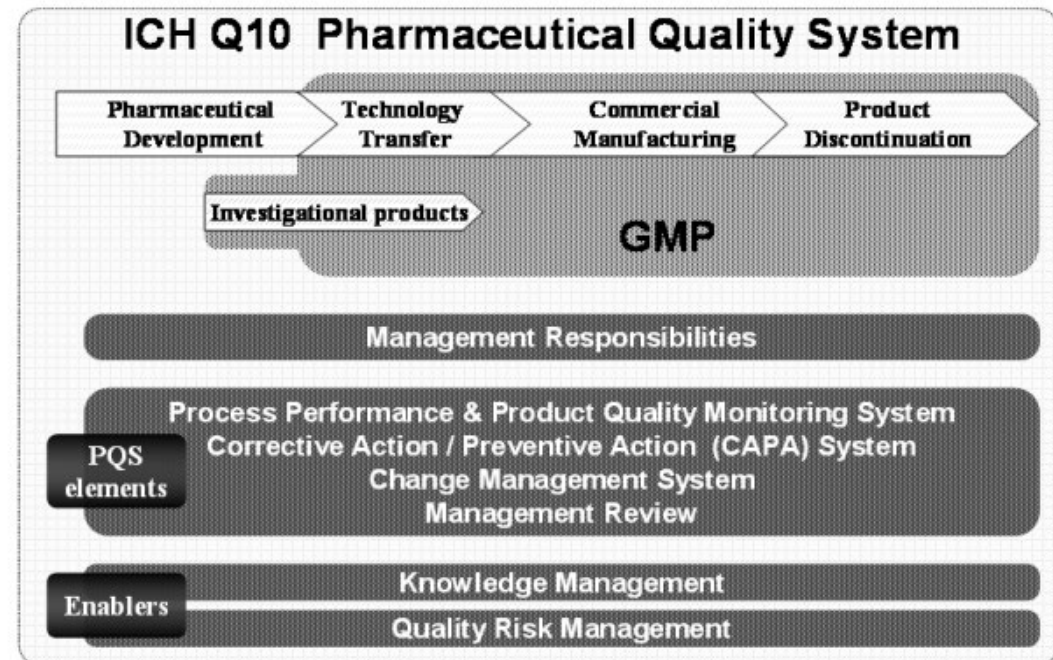 ICH Q10 Pharmaceutical Quality System
Pharmaceutical
Development
Technology
Transfer
Commercial
Manufacturing
Product
Discontinuation
Investigational products
GMP
Management Responsibilities
PQS
elements
Process Performance & Product Quality Monitoring System
Corrective Action / Preventive Action (CAPA) System
Change Management System
Management Review
Enablers
Knowledge Management
Quality Risk Management